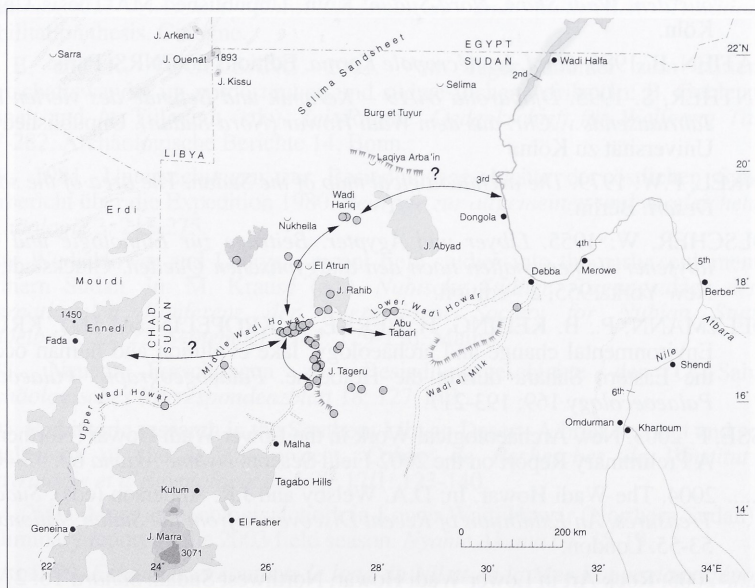 22°N
J. Arkenu
Sarra
J. Ouenat
1893
J. Kissu
Selima Sandsheet
EGYPT
SUDAN
Wadi Halfa
2nd
Selima
Burg et Tuyur
LIBYA
Laqiya Arba'in
20°
3rd
?
Wadi
Hariq
Erdi
Nukheila
Dongola
J. Abyad
4th
El Atrun
Debba
Merowe
5th
18°
Berber
Mourdi
J. Rahib
Lower Wadi Howar
1450
Ennedi
CHAD
SUDAN
Middle Wadi Howar
Abu
Tabari
Atbara
Fada
?
Nile
Shendi
J. Tageru
Wadi el Milk
Upper Wadi Howar
16°
6th
Omdurman
Khartoum
Malha
Tagabo Hills
Kutum
El Fasher
14°
Geneina
J. Marra
3071
0
200 km
22°
24°
26°
28°
30°
32°
34°E